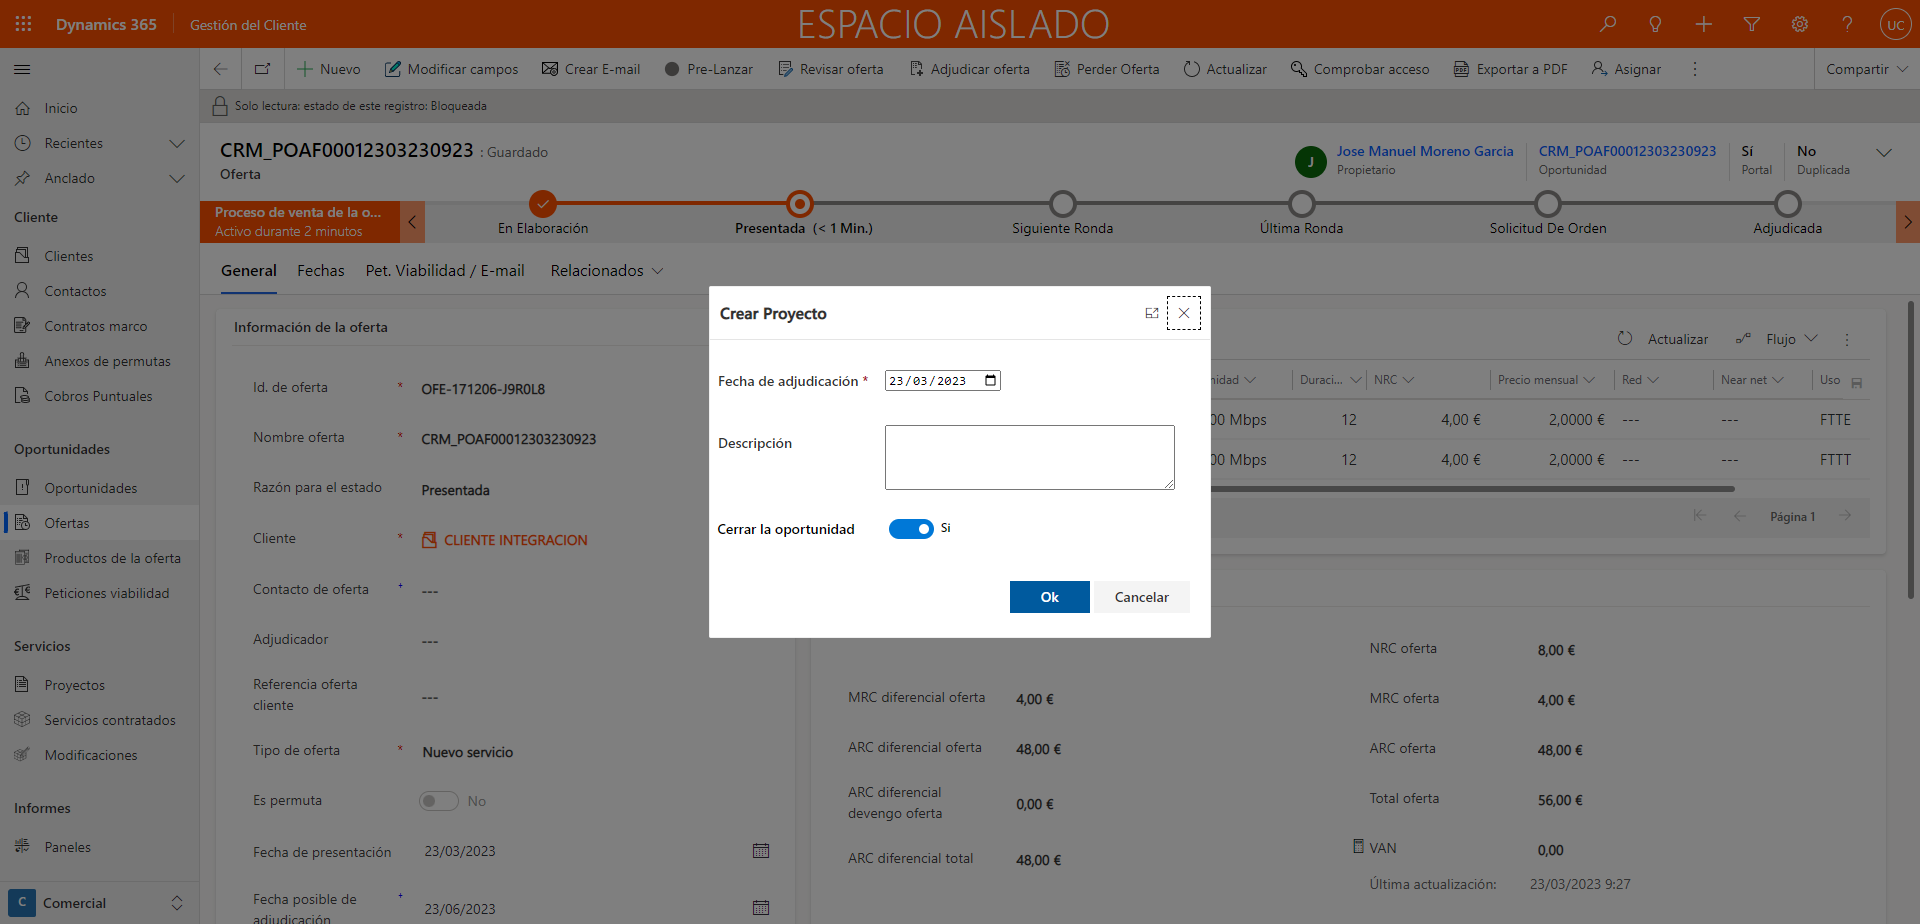 Dynamics 365
Gestión del Cliente
ESPACIO AISLADO
UC
Nuevo
Modificar campos
Crear E-mail
Pre-Lanzar
Revisar oferta
Adjudicar oferta
Perder Oferta
Actualizar
Comprobar acceso
Exportar a PDF
Asignar
Compartir
Solo lectura: estado de este registro: Bloqueada
Inicio
Recientes
Anclado
Cliente
Clientes
Contactos
Contratos marco
Anexos de permutas
Cobros Puntuales
Oportunidades
Oportunidades
Ofertas
Productos de la oferta
Peticiones viabilidad
Servicios
Proyectos
Servicios contratados
Modificaciones
Informes
Paneles
C
Comercial
CRM_POAF00012303230923 : Guardado
Oferta
J
Jose Manuel Moreno Garcia
Propietario
CRM_POAF00012303230923
Oportunidad
Sí
Portal
No
Duplicada
Proceso de venta de la o...
Activo durante 2 minutos
En Elaboración
Presentada (< 1 Min.)
Siguiente Ronda
Última Ronda
Solicitud De Orden
Adjudicada
General
Fechas
Pet. Viabilidad / E-mail
Relacionados
Información de la oferta
Id. de oferta * OFE-171206-J9R0L8
Nombre oferta * CRM_POAF00012303230923
Razón para el estado Presentada
Cliente * CLIENTE INTEGRACION
Contacto de oferta + ---
Adjudicador ---
Referencia oferta
cliente ---
Tipo de oferta * Nuevo servicio
Es permuta No
Fecha de presentación 23/03/2023
Fecha posible de
adjudicación + 23/06/2023
Crear Proyecto
Fecha de adjudicación * 23/03/2023
Descripción
Cerrar la oportunidad Si
Ok
Cancelar
Actualizar
Flujo
nidad Duraci... NRC Precio mensual Red Near net Uso
00 Mbps 12 4,00 € 2,0000 € --- --- FTTE
00 Mbps 12 4,00 € 2,0000 € --- --- FTTT
Página 1
MRC diferencial oferta 4,00 €
ARC diferencial oferta 48,00 €
ARC diferencial
devengo oferta 0,00 €
ARC diferencial total 48,00 €
NRC oferta 8,00 €
MRC oferta 4,00 €
ARC oferta 48,00 €
Total oferta 56,00 €
VAN 0,00
Última actualización: 23/03/2023 9:27